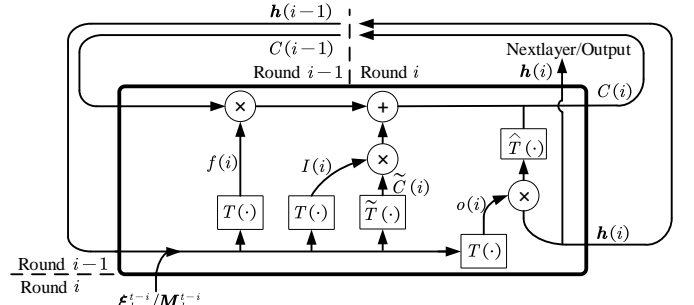 h(i−1)
C(i−1)
Nextlayer/Output
Round i−1 Round i
h(i)
C(i)
× + T̂(·)
f(i) I(i) ×
C̃(i)
o(i) ×
T(·) T(·) T̃(·)
h(i)
T(·)
Round i−1
Round i